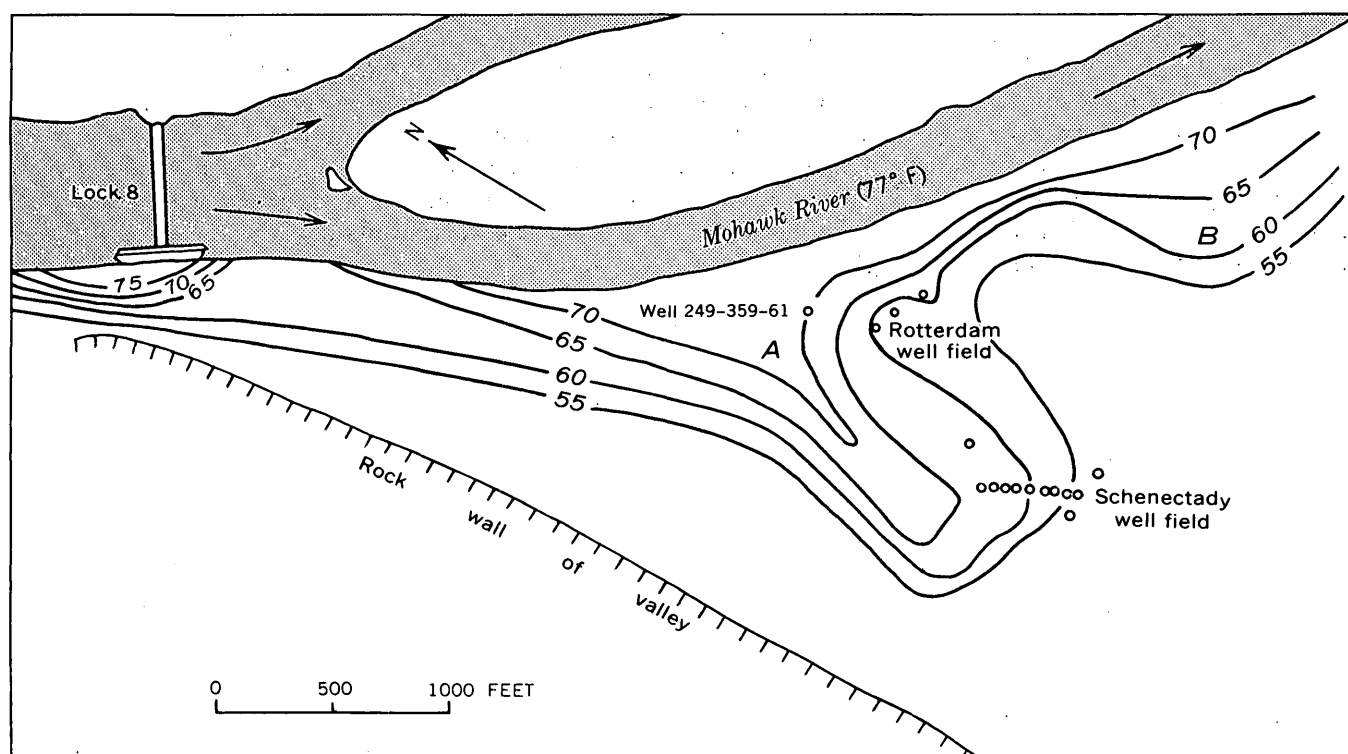 Lock 8
N
Mohawk River (77° F)
70
65
60
55
B
75
70
65
Well 249-359-61
A
Rotterdam
well field
70
65
60
55
Schenectady
well field
Rock
wall
of
valley
0 500 1000 FEET